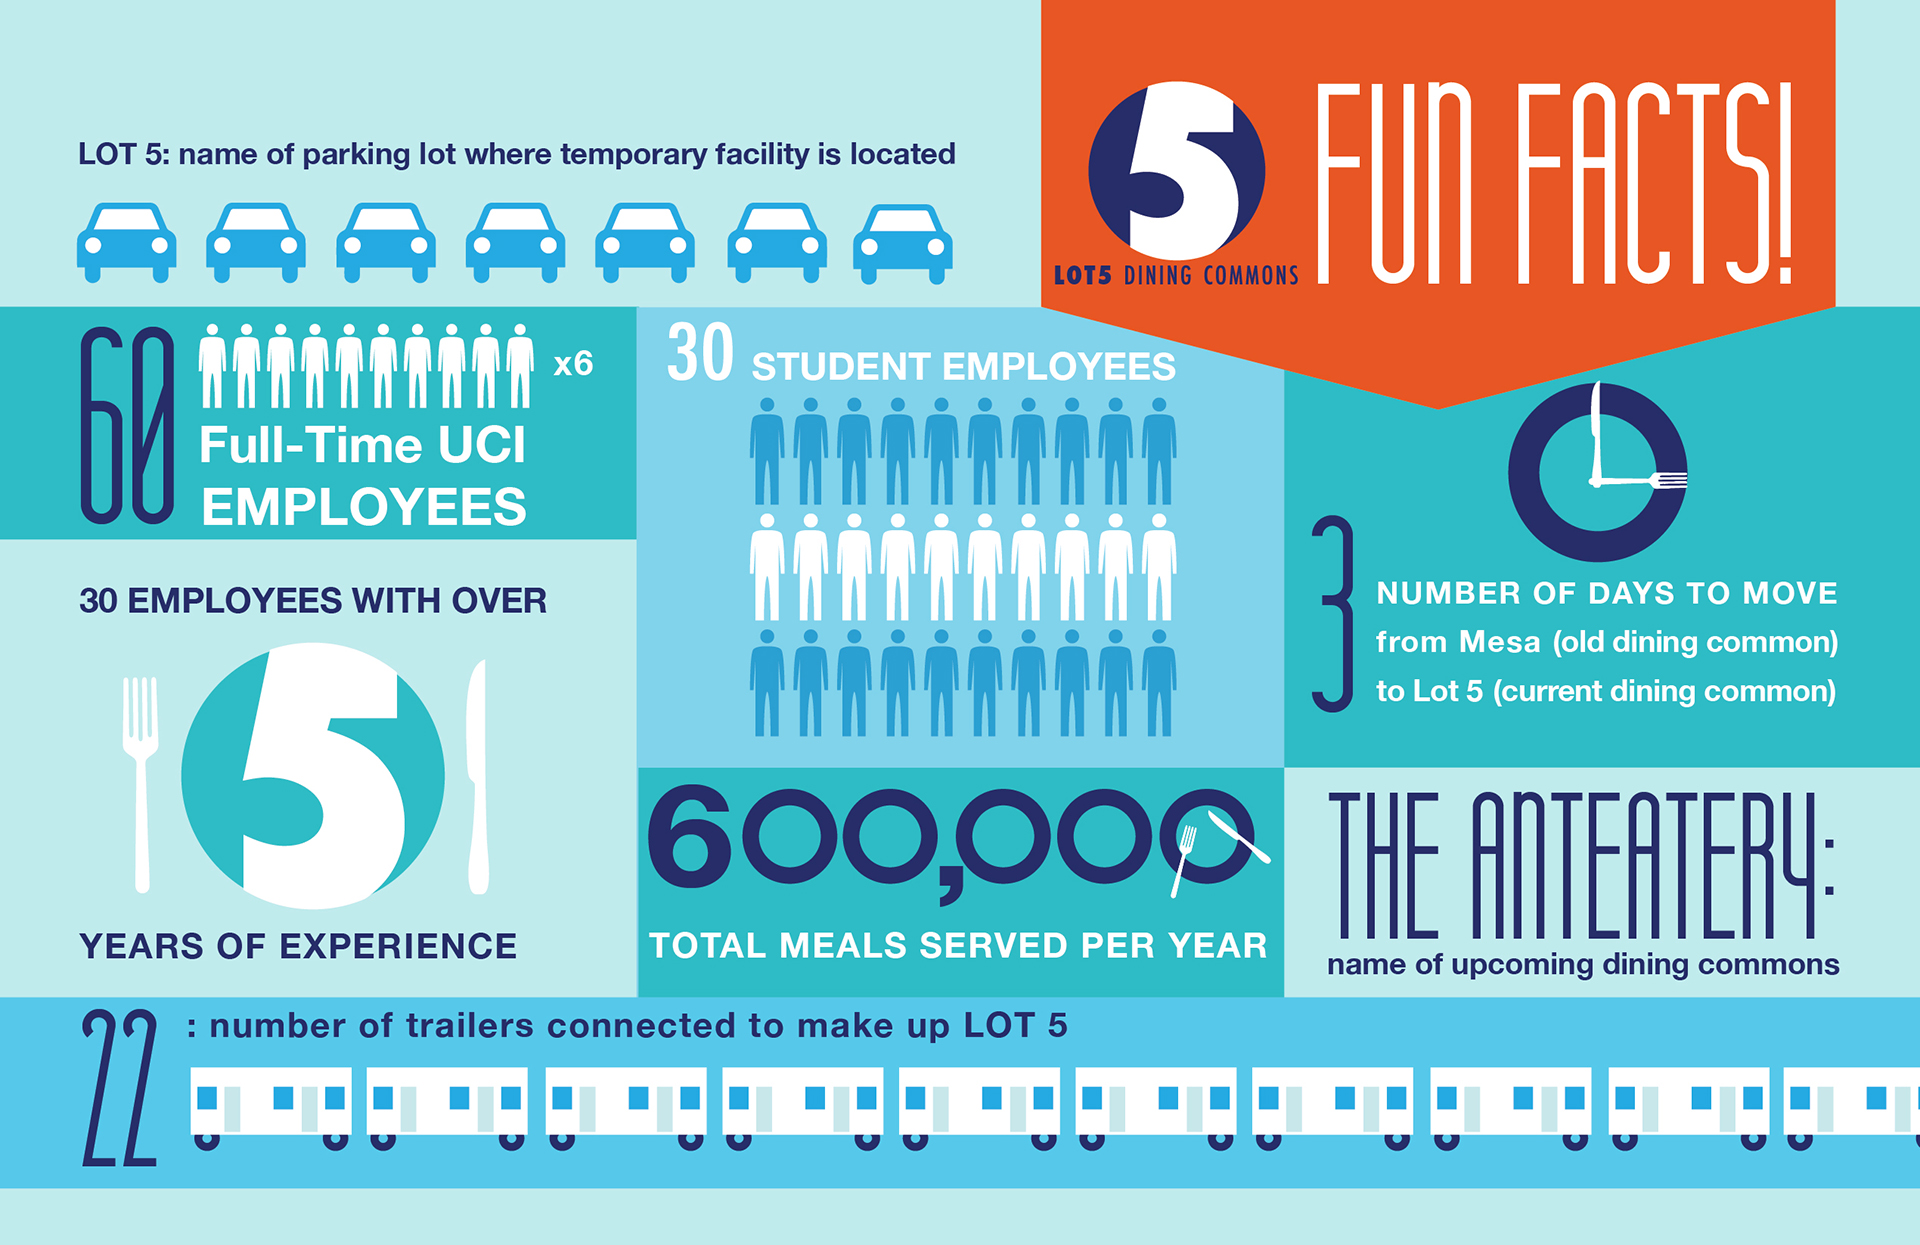 LOT 5: name of parking lot where temporary facility is located
5
LOT5 DINING COMMONS
FUN FACTS!
60
x6
Full-Time UCI
EMPLOYEES
30 STUDENT EMPLOYEES
3
NUMBER OF DAYS TO MOVE
from Mesa (old dining common)
to Lot 5 (current dining common)
30 EMPLOYEES WITH OVER
5
YEARS OF EXPERIENCE
600,000
TOTAL MEALS SERVED PER YEAR
THE ANTEATERY:
name of upcoming dining commons
22 : number of trailers connected to make up LOT 5